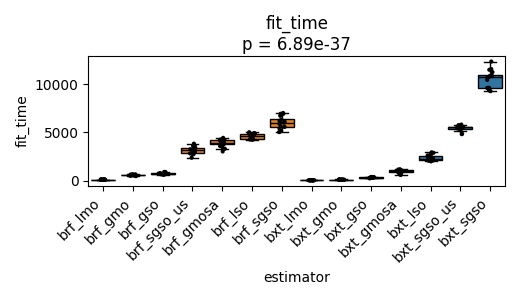 fit_time
p = 6.89e-37
fit_time
10000
5000
0
brf_lmo
brf_gmo
brf_gso
brf_sgso_us
brf_gmosa
brf_lso
brf_sgso
bxt_lmo
bxt_gmo
bxt_gso
bxt_gmosa
bxt_lso
bxt_sgso_us
bxt_sgso
estimator